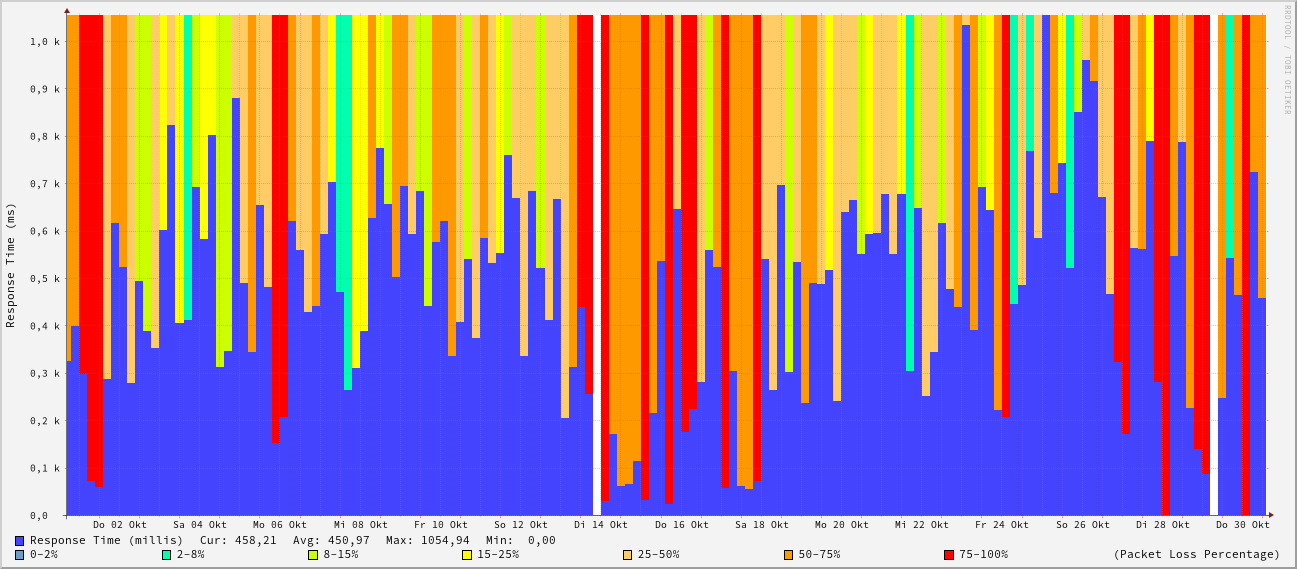 RRDTOOL / TOBI OETIKER
Response Time (ms)
1,0 k
0,9 k
0,8 k
0,7 k
0,6 k
0,5 k
0,4 k
0,3 k
0,2 k
0,1 k
0,0
Do 02 Okt Sa 04 Okt Mo 06 Okt Mi 08 Okt Fr 10 Okt So 12 Okt Di 14 Okt Do 16 Okt Sa 18 Okt Mo 20 Okt Mi 22 Okt Fr 24 Okt So 26 Okt Di 28 Okt Do 30 Okt
Response Time (millis) Cur: 458,21 Avg: 450,97 Max: 1054,94 Min: 0,00
0-2% 2-8% 8-15% 15-25% 25-50% 50-75% 75-100% (Packet Loss Percentage)